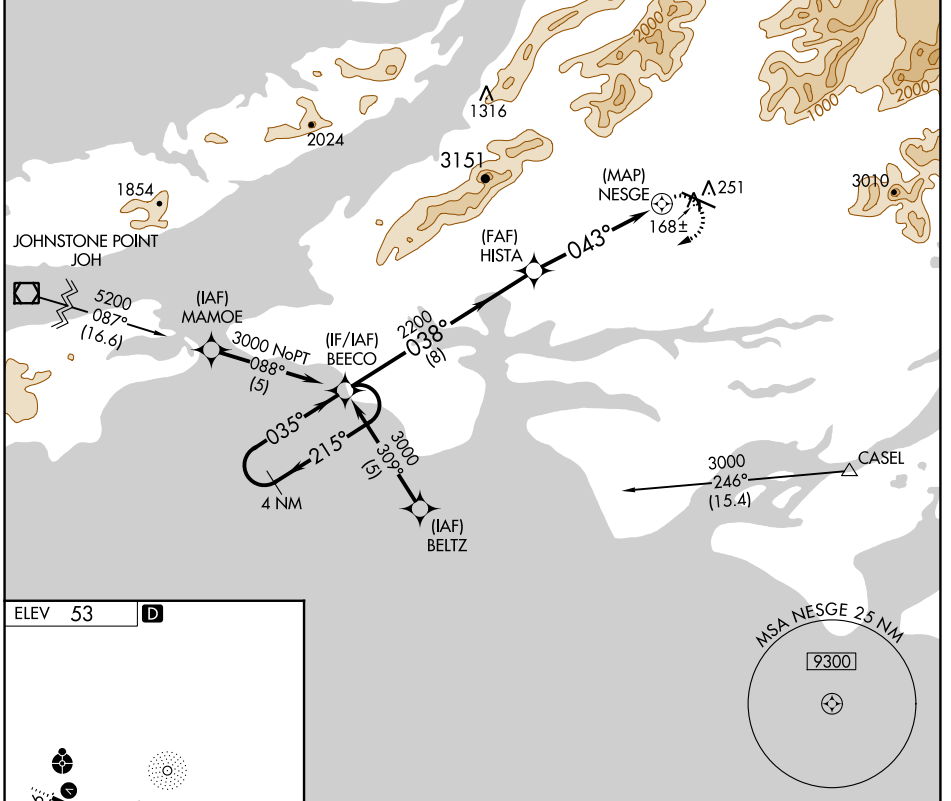 2000
1316
2024
3151
1000
2000
1854
(MAP)
NESGE
251
3010
168±
JOHNSTONE POINT
JOH
(FAF)
HISTA
043°
5200
087°
(16.6)
(IAF)
MAMOE
3000 NoPT
088°
(5)
(IF/IAF)
BEECO
2200
038°
(8)
035°
215°
4 NM
3000
309°
(5)
(IAF)
BELTZ
3000
246°
(15.4)
CASEL
ELEV 53
D
MSA NESGE 25 NM
9300